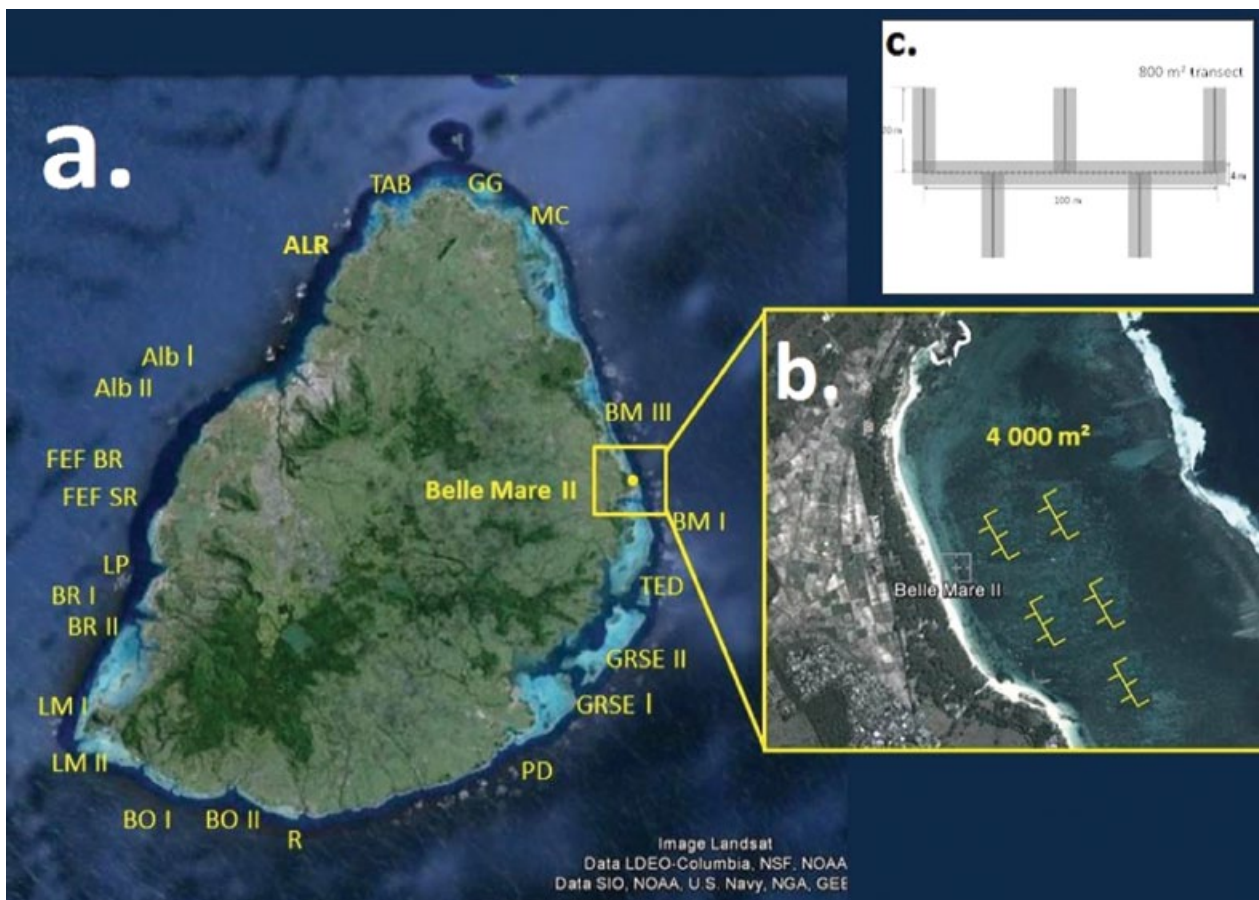 a.
TAB
GG
MC
ALR
Alb I
Alb II
BM III
FEF BR
Belle Mare II
FEF SR
BM I
LP
TED
BR I
BR II
GRSE II
LM I
GRSE I
LM II
PD
BO I
BO II
R
Image Landsat
Data LDEO-Columbia, NSF, NOAA
Data SIO, NOAA, U.S. Navy, NGA, GEB
c.
800 m² transect
20 m
4 m
100 m
b.
4 000 m²
Belle Mare II